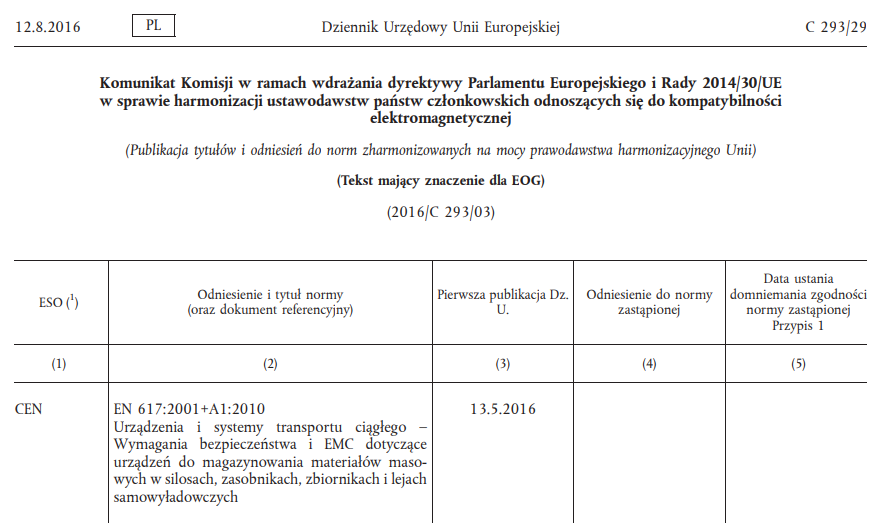 12.8.2016 PL Dziennik Urzędowy Unii Europejskiej C 293/29
Komunikat Komisji w ramach wdrażania dyrektywy Parlamentu Europejskiego i Rady 2014/30/UE
w sprawie harmonizacji ustawodawstw państw członkowskich odnoszących się do kompatybilności
elektromagnetycznej
(Publikacja tytułów i odniesień do norm zharmonizowanych na mocy prawodawstwa harmonizacyjnego Unii)
(Tekst mający znaczenie dla EOG)
(2016/C 293/03)
ESO (1)
Odniesienie i tytuł normy
(oraz dokument referencyjny)
Pierwsza publikacja Dz.
U.
Odniesienie do normy
zastąpionej
Data ustania
domniemania zgodności
normy zastąpionej
Przypis 1
(1) (2) (3) (4) (5)
CEN
EN 617:2001+A1:2010
Urządzenia i systemy transportu ciągłego –
Wymagania bezpieczeństwa i EMC dotyczące
urządzeń do magazynowania materiałów maso-
wych w silosach, zasobnikach, zbiornikach i lejach
samowyładowczych
13.5.2016